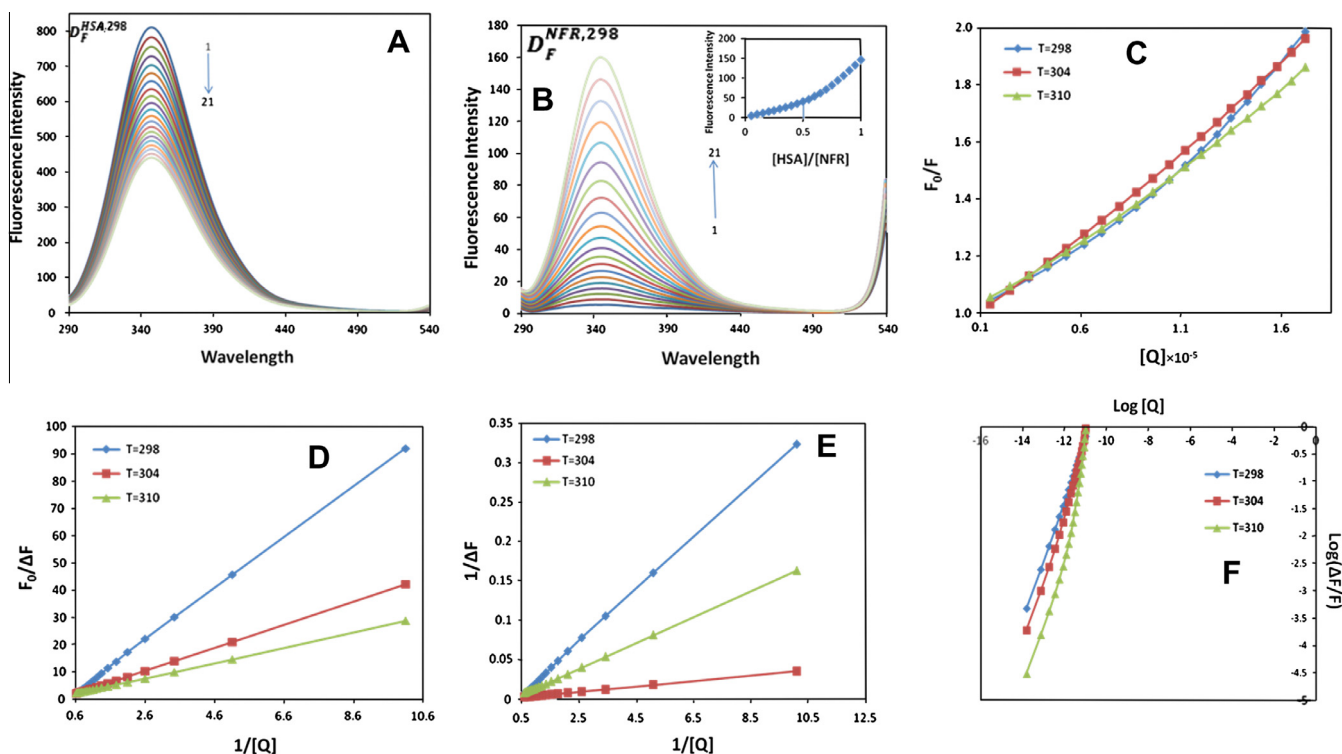 D_F^{HSA,298}
A
1
21
Fluorescence Intensity
800
700
600
500
400
300
200
100
0
290 340 390 440 490 540
Wavelength
D_F^{NFR,298}
B
Fluorescence Intensity
180
160
140
120
100
80
60
40
20
0
290 340 390 440 490 540
Wavelength
Fluorescence Intensity
200
150
100
50
0
0 0.5 1
[HSA]/[NFR]
21
1
C
T=298
T=304
T=310
F₀/F
2.0
1.8
1.6
1.4
1.2
1.0
0.1 0.6 1.1 1.6
[Q]×10⁻⁵
D
T=298
T=304
T=310
F₀/ΔF
100
90
80
70
60
50
40
30
20
10
0
0.6 2.6 4.6 6.6 8.6 10.6
1/[Q]
E
T=298
T=304
T=310
1/ΔF
0.35
0.3
0.25
0.2
0.15
0.1
0.05
0
0.5 2.5 4.5 6.5 8.5 10.5 12.5
1/[Q]
Log [Q]
-16 -14 -12 -10 -8 -6 -4 -2 0
0
-0.5
-1
-1.5
-2
-2.5
-3
-3.5
-4
-4.5
-5
T=298
T=304
T=310
F
Log(ΔF/F)